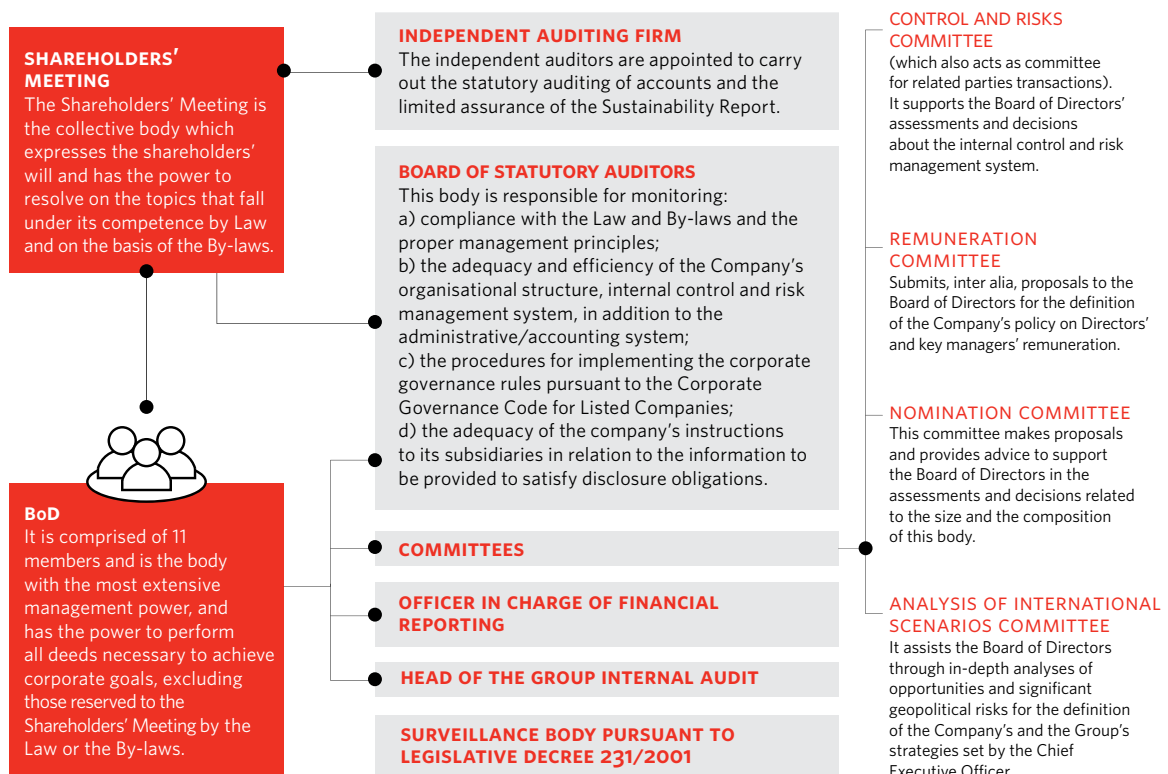 SHAREHOLDERS'
MEETING
The Shareholders' Meeting is
the collective body which
expresses the shareholders'
will and has the power to
resolve on the topics that fall
under its competence by Law
and on the basis of the By-laws.
BoD
It is comprised of 11
members and is the body
with the most extensive
management power, and
has the power to perform
all deeds necessary to achieve
corporate goals, excluding
those reserved to the
Shareholders' Meeting by the
Law or the By-laws.
INDEPENDENT AUDITING FIRM
The independent auditors are appointed to carry
out the statutory auditing of accounts and the
limited assurance of the Sustainability Report.
BOARD OF STATUTORY AUDITORS
This body is responsible for monitoring:
a) compliance with the Law and By-laws and the
proper management principles;
b) the adequacy and efficiency of the Company's
organisational structure, internal control and risk
management system, in addition to the
administrative/accounting system;
c) the procedures for implementing the corporate
governance rules pursuant to the Corporate
Governance Code for Listed Companies;
d) the adequacy of the company's instructions
to its subsidiaries in relation to the information to
be provided to satisfy disclosure obligations.
COMMITTEES
OFFICER IN CHARGE OF FINANCIAL
REPORTING
HEAD OF THE GROUP INTERNAL AUDIT
SURVEILLANCE BODY PURSUANT TO
LEGISLATIVE DECREE 231/2001
CONTROL AND RISKS
COMMITTEE
(which also acts as committee
for related parties transactions).
It supports the Board of Directors'
assessments and decisions
about the internal control and risk
management system.
REMUNERATION
COMMITTEE
Submits, inter alia, proposals to the
Board of Directors for the definition
of the Company's policy on Directors'
and key managers' remuneration.
NOMINATION COMMITTEE
This committee makes proposals
and provides advice to support
the Board of Directors in the
assessments and decisions related
to the size and the composition
of this body.
ANALYSIS OF INTERNATIONAL
SCENARIOS COMMITTEE
It assists the Board of Directors
through in-depth analyses of
opportunities and significant
geopolitical risks for the definition
of the Company's and the Group's
strategies set by the Chief
Executive Officer